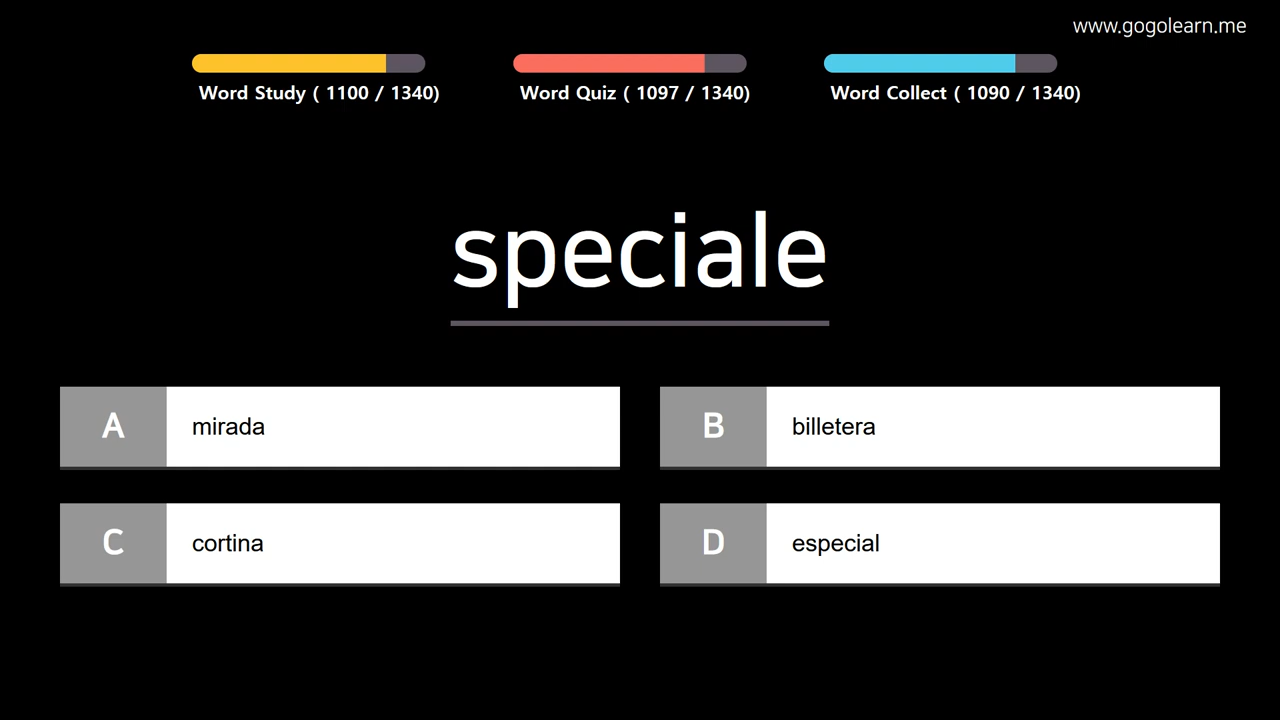 www.gogolearn.me
Word Study ( 1100 / 1340)
Word Quiz ( 1097 / 1340)
Word Collect ( 1090 / 1340)
speciale
A mirada
B billetera
C cortina
D especial